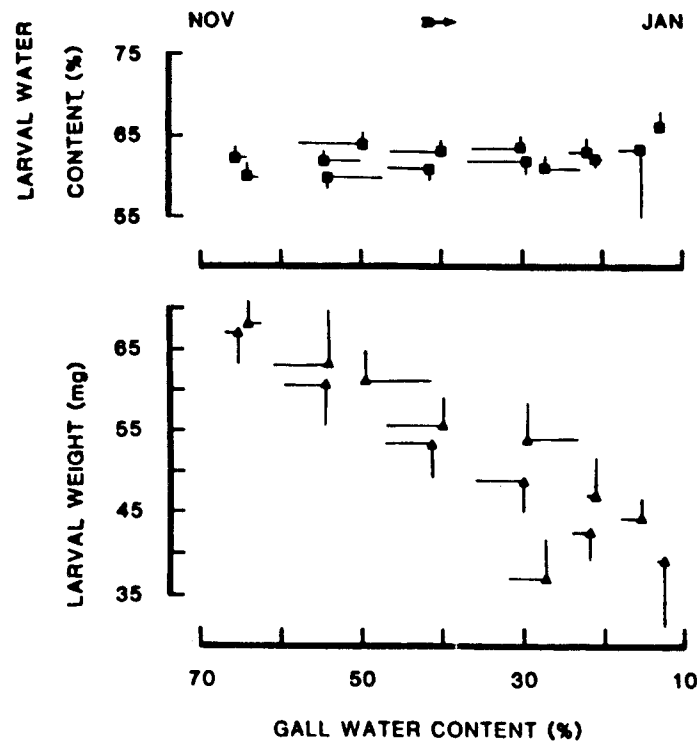 NOV JAN
LARVAL WATER
CONTENT (%)
75
65
55
LARVAL WEIGHT (mg)
65
55
45
35
70 50 30 10
GALL WATER CONTENT (%)